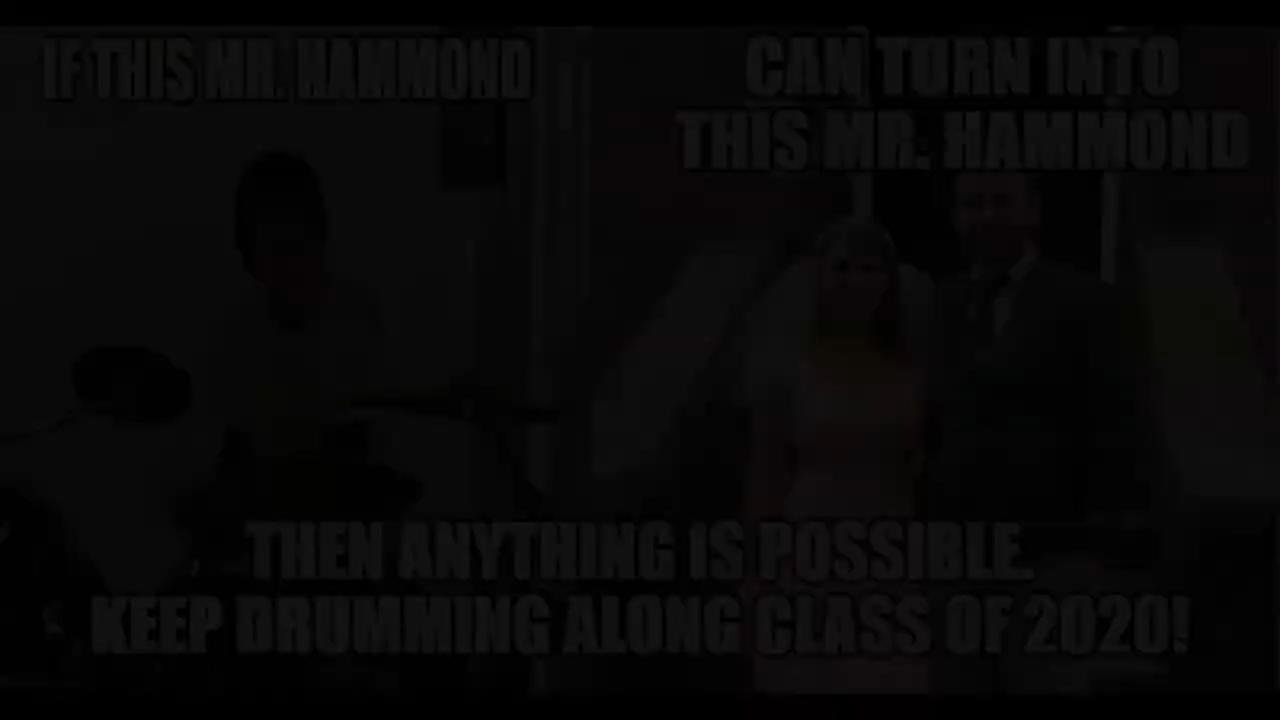 IF THIS MR. HAMMOND
CAN TURN INTO
THIS MR. HAMMOND
THEN ANYTHING IS POSSIBLE.
KEEP DRUMMING ALONG CLASS OF 2020!